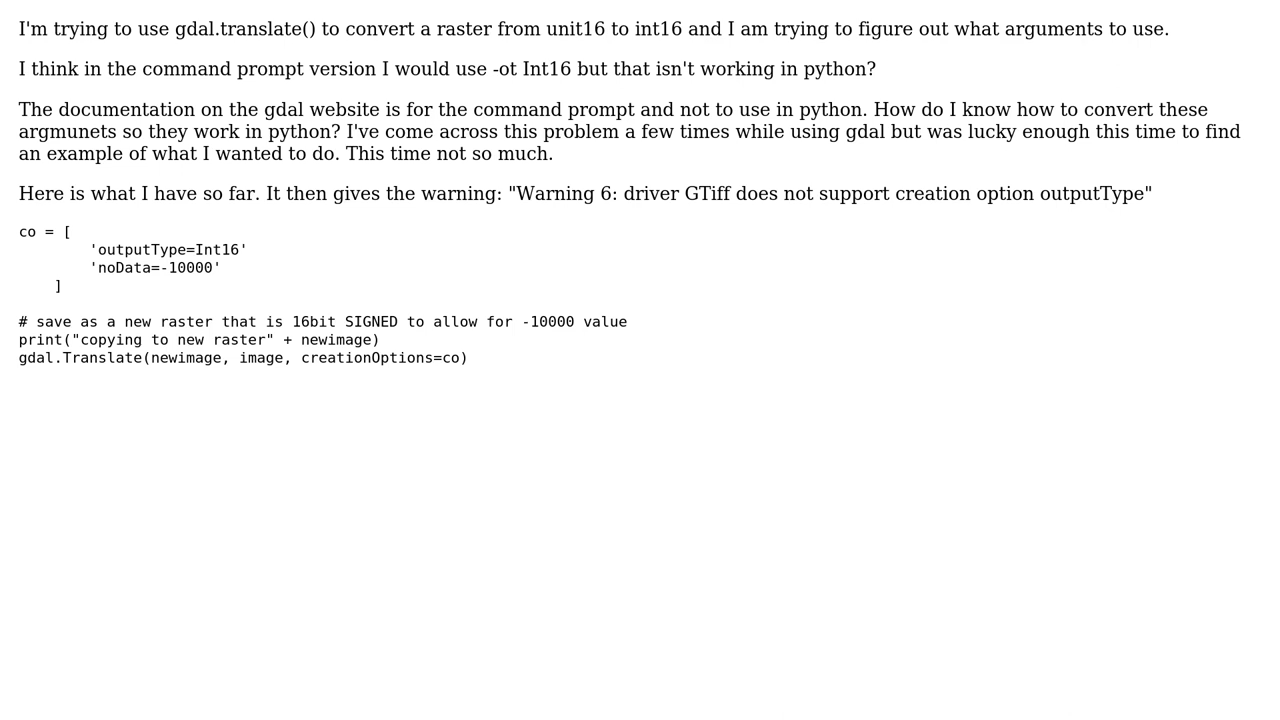 I'm trying to use gdal.translate() to convert a raster from unit16 to int16 and I am trying to figure out what arguments to use.
I think in the command prompt version I would use -ot Int16 but that isn't working in python?
The documentation on the gdal website is for the command prompt and not to use in python. How do I know how to convert these
argmunets so they work in python? I've come across this problem a few times while using gdal but was lucky enough this time to find
an example of what I wanted to do. This time not so much.
Here is what I have so far. It then gives the warning: "Warning 6: driver GTiff does not support creation option outputType"
co = [
        'outputType=Int16'
        'noData=-10000'
    ]
# save as a new raster that is 16bit SIGNED to allow for -10000 value
print("copying to new raster" + newimage)
gdal.Translate(newimage, image, creationOptions=co)